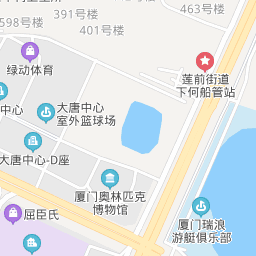 391号楼
463号楼
598号楼
401号楼
绿动体育
莲前街道
下何船管站
中心
大唐中心
室外篮球场
大唐中心-D座
厦门奥林匹克
博物馆
屈臣氏
厦门瑞浪
游艇俱乐部